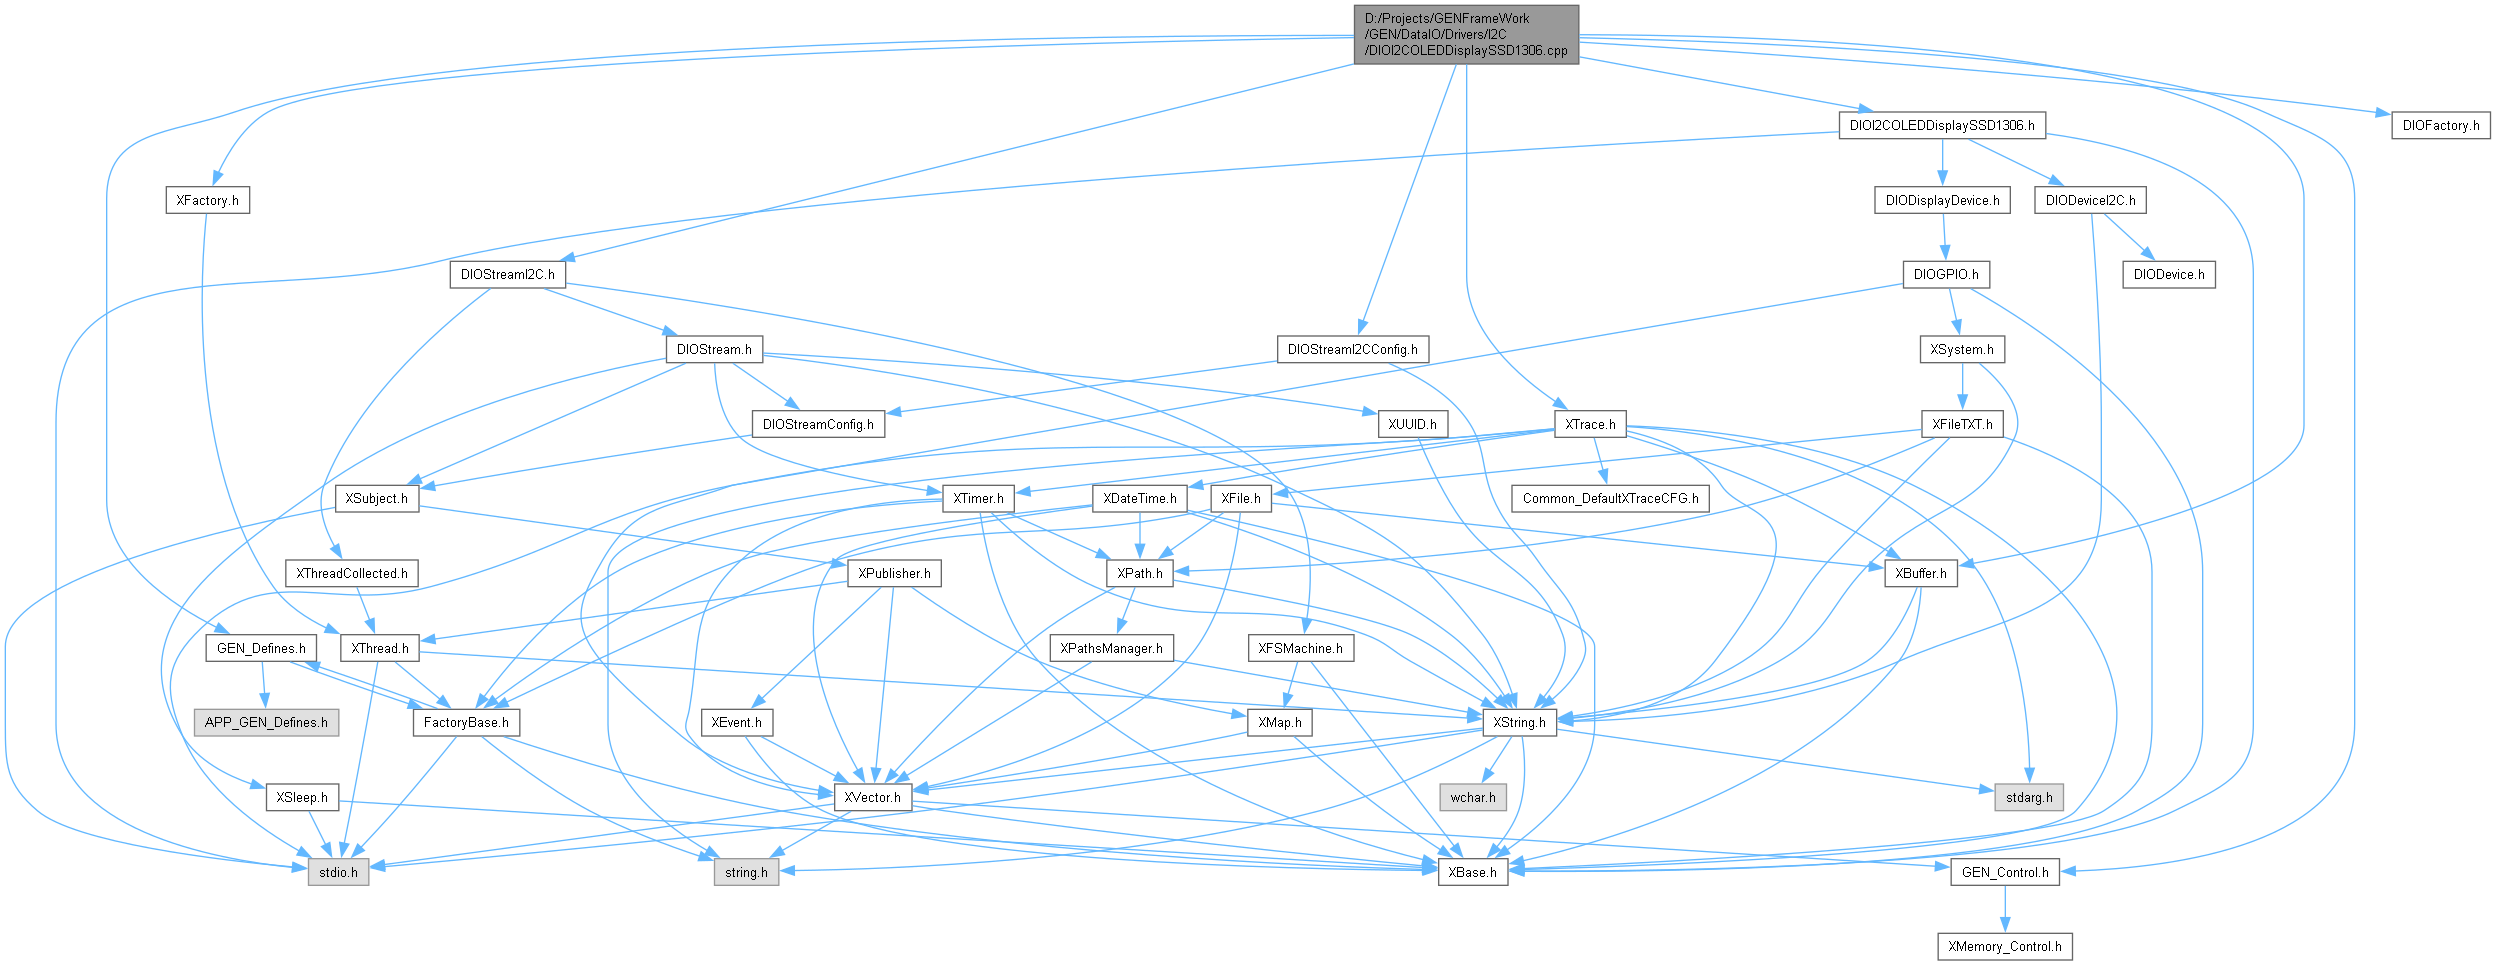 D:/Projects/GENFrameWork
/GEN/DataIO/Drivers/I2C
/DIOI2COLEDDisplaySSD1306.cpp
DIOI2COLEDDisplaySSD1306.h
DIOFactory.h
XFactory.h
DIODisplayDevice.h
DIODeviceI2C.h
DIOStreamI2C.h
DIOGPIO.h
DIODevice.h
DIOStream.h
DIOStreamI2CConfig.h
XSystem.h
DIOStreamConfig.h
XUUID.h
XTrace.h
XFileTXT.h
XSubject.h
XTimer.h
XDateTime.h
XFile.h
Common_DefaultXTraceCFG.h
XThreadCollected.h
XPublisher.h
XPath.h
XBuffer.h
GEN_Defines.h
XThread.h
XPathsManager.h
XFSMachine.h
APP_GEN_Defines.h
FactoryBase.h
XEvent.h
XMap.h
XString.h
XSleep.h
XVector.h
wchar.h
stdarg.h
stdio.h
string.h
XBase.h
GEN_Control.h
XMemory_Control.h